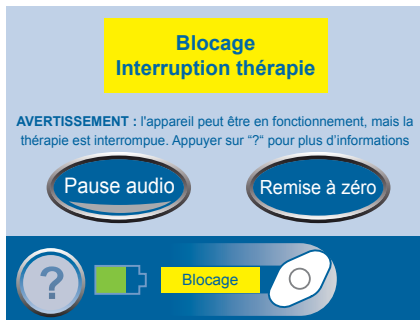 Blocage
Interruption thérapie
AVERTISSEMENT : l'appareil peut être en fonctionnement, mais la
thérapie est interrompue. Appuyer sur "?" pour plus d'informations
Pause audio
Remise à zéro
?
Blocage